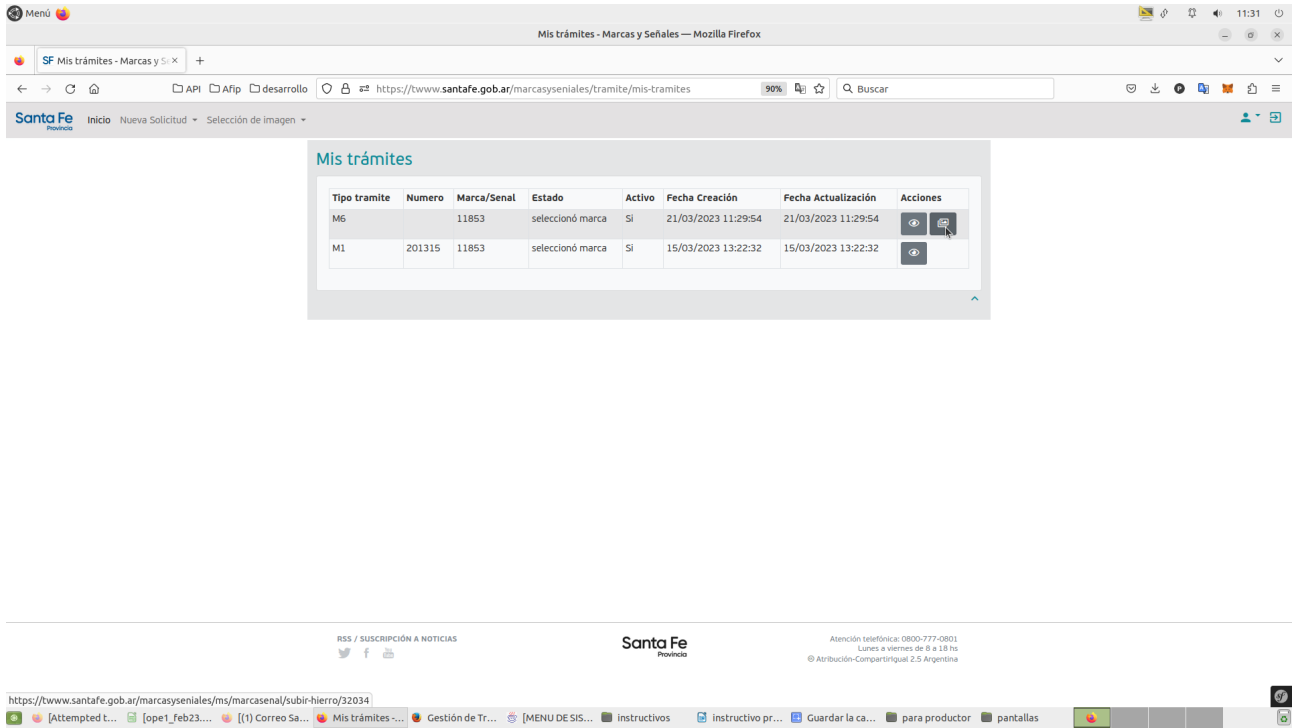 Menú
11:31
Mis trámites - Marcas y Señales — Mozilla Firefox
SF Mis trámites - Marcas y S
API Afip desarrollo https://twww.santafe.gob.ar/marcasyseniales/tramite/mis-tramites 90% Buscar
Santa Fe
Provincia
Inicio Nueva Solicitud Selección de imagen
Mis trámites
Tipo tramite Numero Marca/Senal Estado Activo Fecha Creación Fecha Actualización Acciones
M6 11853 seleccionó marca Si 21/03/2023 11:29:54 21/03/2023 11:29:54
M1 201315 11853 seleccionó marca Si 15/03/2023 13:22:32 15/03/2023 13:22:32
RSS / SUSCRIPCIÓN A NOTICIAS
Santa Fe
Provincia
Atención telefónica: 0800-777-0801
Lunes a viernes de 8 a 18 hs
Atribución-CompartirIgual 2.5 Argentina
https://twww.santafe.gob.ar/marcasyseniales/ms/marcasenal/subir-hierro/32034
[Attempted t... [ope1_feb23.... [(1) Correo Sa... Mis trámites -... Gestión de Tr... [MENU DE SIS... instructivos instructivo pr... Guardar la ca... para productor pantallas